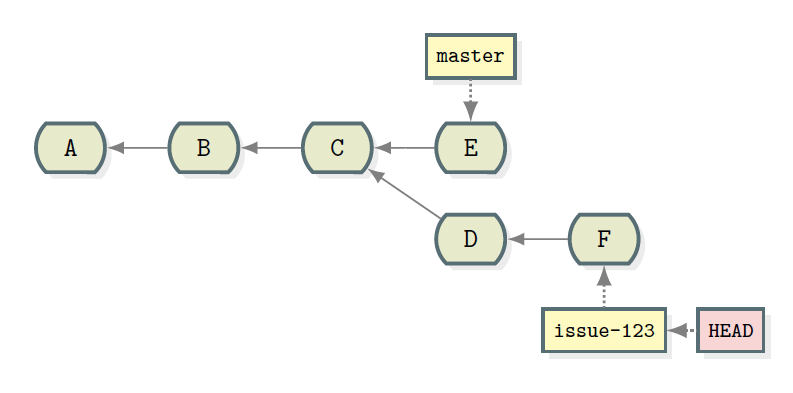 master
A B C E
D F
issue-123 HEAD